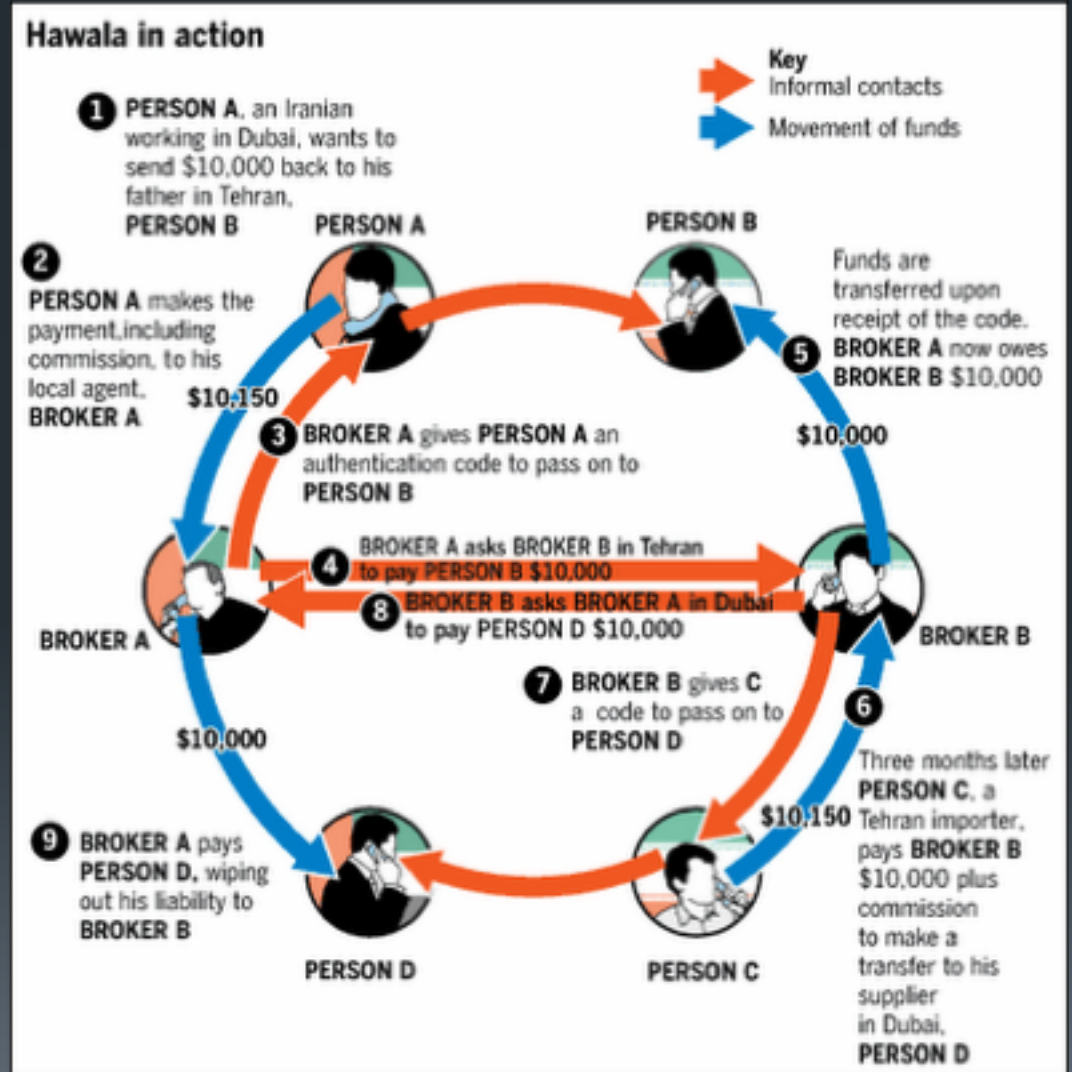 Hawala in action
Key
Informal contacts
Movement of funds
1 PERSON A, an Iranian
working in Dubai, wants to
send $10,000 back to his
father in Tehran,
PERSON B
PERSON A
PERSON B
2
PERSON A makes the
payment,including
commission, to his
local agent,
BROKER A
$10,150
Funds are
transferred upon
receipt of the code.
5 BROKER A now owes
BROKER B $10,000
$10,000
3 BROKER A gives PERSON A an
authentication code to pass on to
PERSON B
4 BROKER A asks BROKER B in Tehran
to pay PERSON B $10,000
8 BROKER B asks BROKER A in Dubai
to pay PERSON D $10,000
BROKER A
BROKER B
7 BROKER B gives C
a code to pass on to
PERSON D
6
Three months later
PERSON C, a
Tehran importer,
pays BROKER B
$10,000 plus
commission
to make a
transfer to his
supplier
in Dubai,
PERSON D
$10,150
$10,000
9 BROKER A pays
PERSON D, wiping
out his liability to
BROKER B
PERSON D
PERSON C